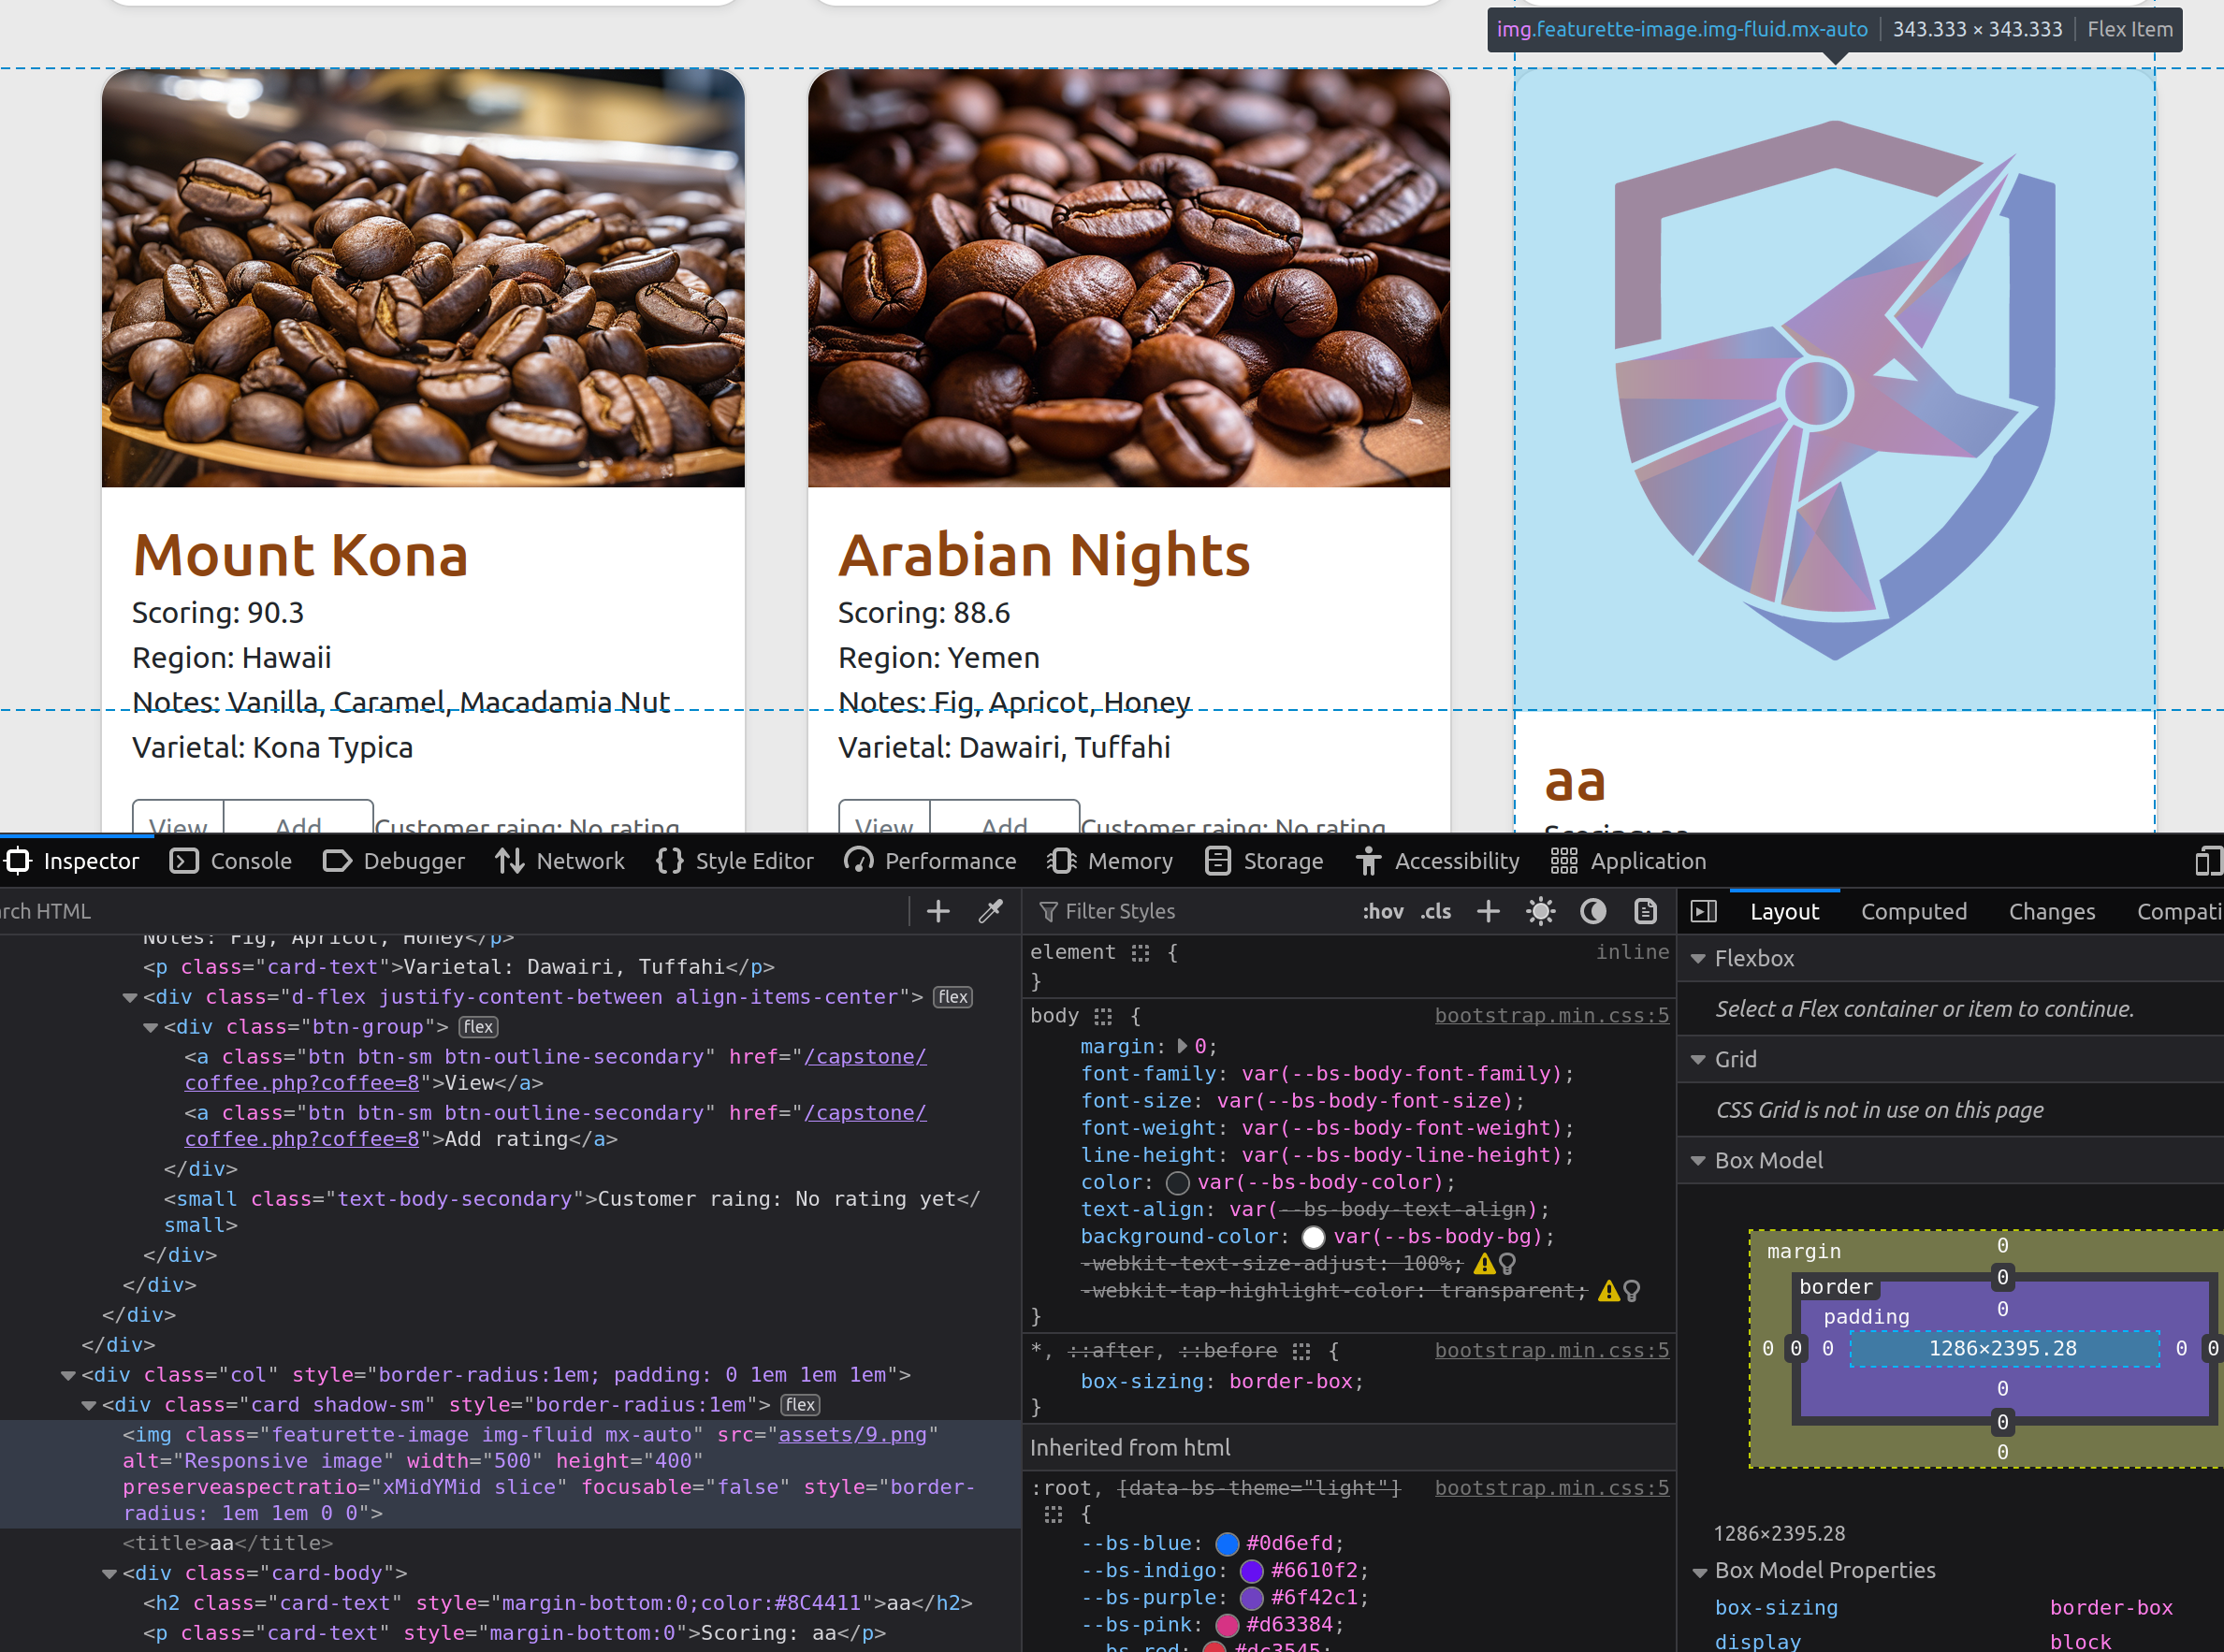 img.featurette-image.img-fluid.mx-auto | 343.333 × 343.333 | Flex Item
Mount Kona
Scoring: 90.3
Region: Hawaii
Notes: Vanilla, Caramel, Macadamia Nut
Varietal: Kona Typica
View Add Customer raing: No rating
Arabian Nights
Scoring: 88.6
Region: Yemen
Notes: Fig, Apricot, Honey
Varietal: Dawairi, Tuffahi
View Add Customer raing: No rating
aa
Scoring: aa
Inspector Console Debugger Network Style Editor Performance Memory Storage Accessibility Application
rch HTML
Notes: Fig, Apricot, Honey</p>
<p class="card-text">Varietal: Dawairi, Tuffahi</p>
<div class="d-flex justify-content-between align-items-center"> flex
<div class="btn-group"> flex
<a class="btn btn-sm btn-outline-secondary" href="/capstone/
coffee.php?coffee=8">View</a>
<a class="btn btn-sm btn-outline-secondary" href="/capstone/
coffee.php?coffee=8">Add rating</a>
</div>
<small class="text-body-secondary">Customer raing: No rating yet</
small>
</div>
</div>
</div>
</div>
<div class="col" style="border-radius:1em; padding: 0 1em 1em 1em">
<div class="card shadow-sm" style="border-radius:1em"> flex
<img class="featurette-image img-fluid mx-auto" src="assets/9.png"
alt="Responsive image" width="500" height="400"
preserveaspectratio="xMidYMid slice" focusable="false" style="border-
radius: 1em 1em 0 0">
<title>aa</title>
<div class="card-body">
<h2 class="card-text" style="margin-bottom:0;color:#8C4411">aa</h2>
<p class="card-text" style="margin-bottom:0">Scoring: aa</p>
Filter Styles :hov .cls
element { inline
}
body { bootstrap.min.css:5
margin: 0;
font-family: var(--bs-body-font-family);
font-size: var(--bs-body-font-size);
font-weight: var(--bs-body-font-weight);
line-height: var(--bs-body-line-height);
color: var(--bs-body-color);
text-align: var(--bs-body-text-align);
background-color: var(--bs-body-bg);
-webkit-text-size-adjust: 100%;
-webkit-tap-highlight-color: transparent;
}
*, ::after, ::before { bootstrap.min.css:5
box-sizing: border-box;
}
Inherited from html
:root, [data-bs-theme="light"] bootstrap.min.css:5
{
--bs-blue: #0d6efd;
--bs-indigo: #6610f2;
--bs-purple: #6f42c1;
--bs-pink: #d63384;
--bs-red: #dc3545;
Layout Computed Changes Compati
Flexbox
Select a Flex container or item to continue.
Grid
CSS Grid is not in use on this page
Box Model
margin 0
border 0
padding 0
0 0 0 1286×2395.28 0 0
0
0
0
1286×2395.28
Box Model Properties
box-sizing border-box
display block